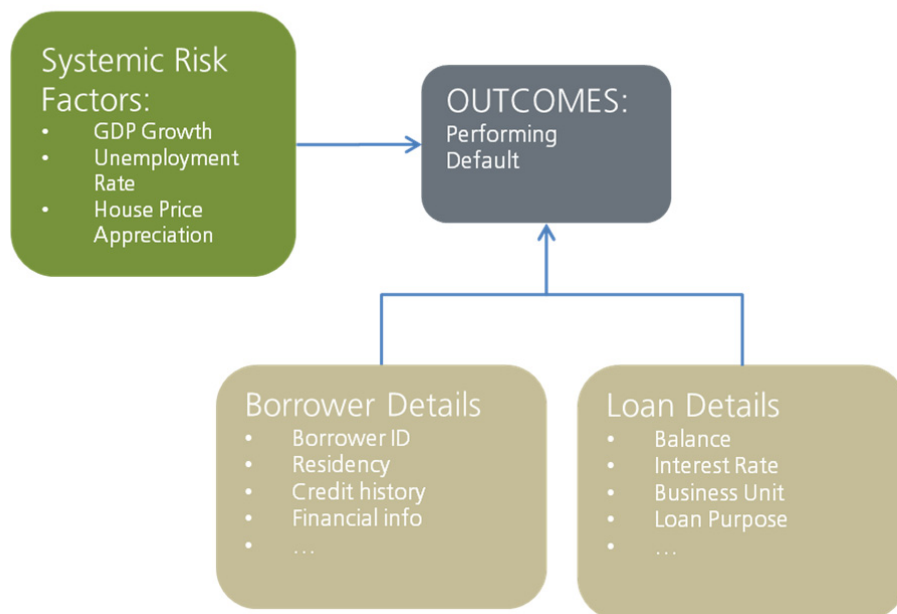 Systemic Risk
Factors:
• GDP Growth
• Unemployment
Rate
• House Price
Appreciation
OUTCOMES:
Performing
Default
Borrower Details
• Borrower ID
• Residency
• Credit history
• Financial info
• …
Loan Details
• Balance
• Interest Rate
• Business Unit
• Loan Purpose
• …